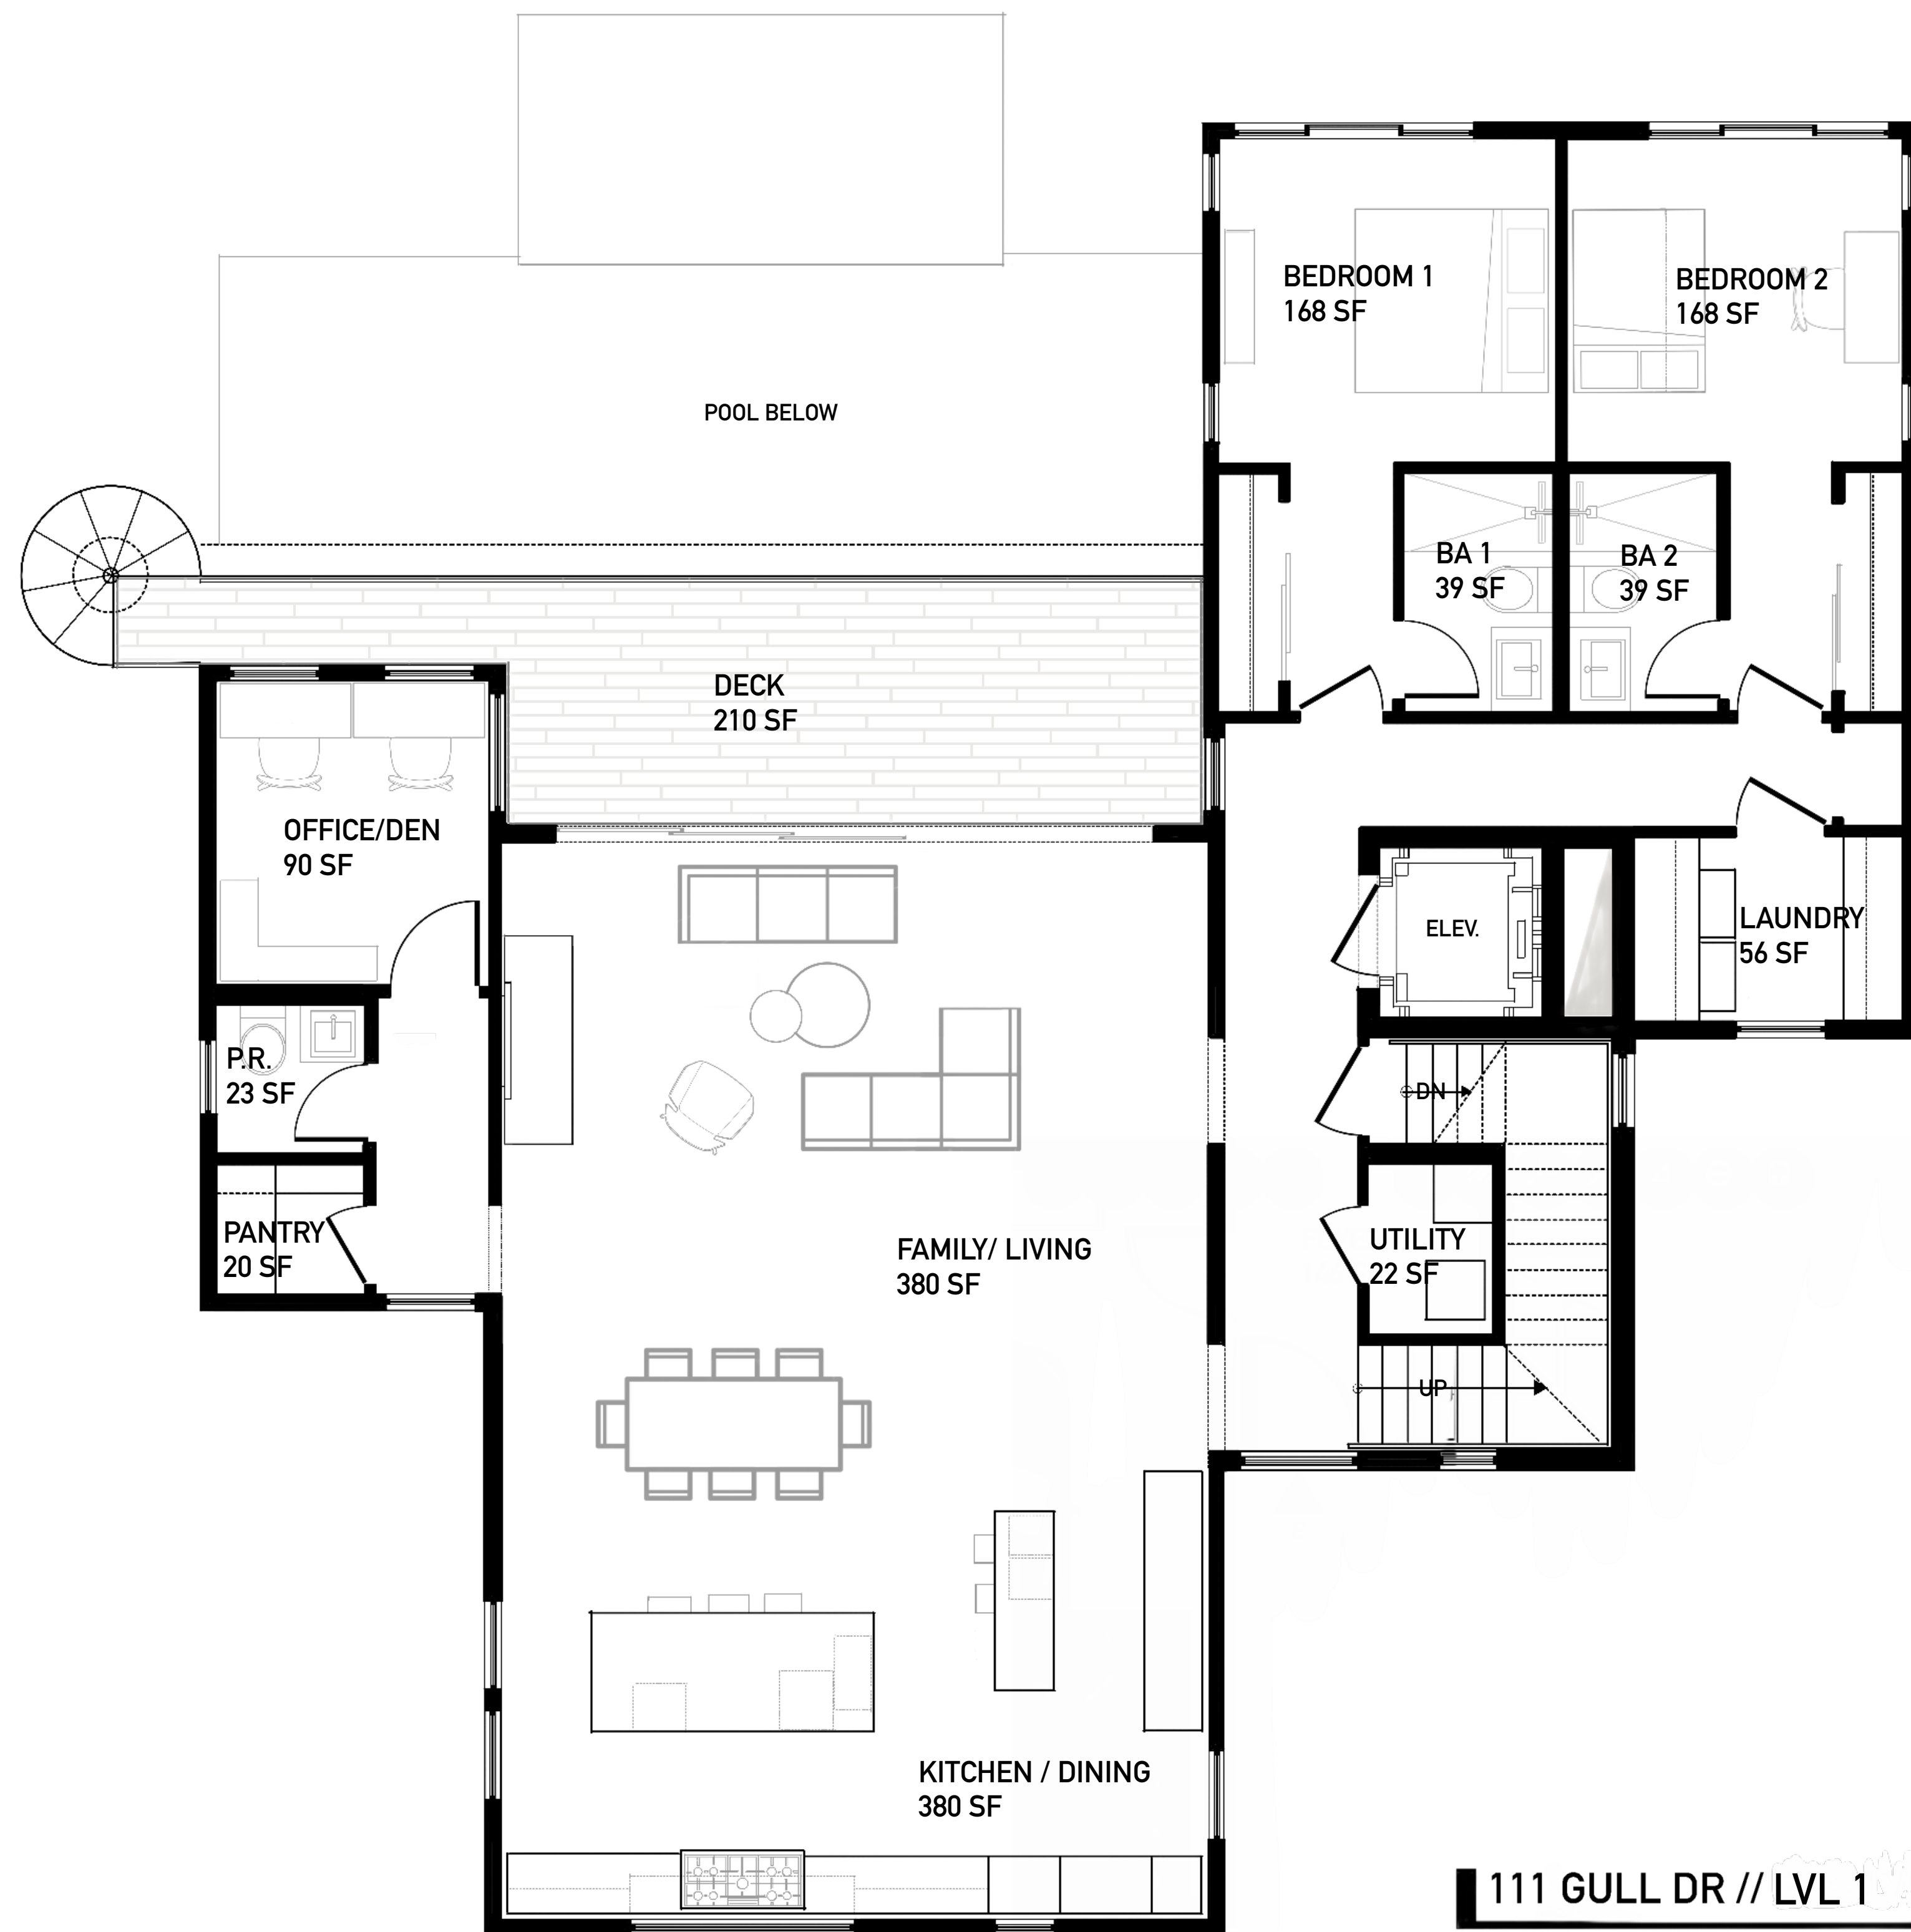 BEDROOM 1
168 SF
BEDROOM 2
168 SF
POOL BELOW
BA 1
39 SF
BA 2
39 SF
DECK
210 SF
OFFICE/DEN
90 SF
ELEV.
LAUNDRY
56 SF
P.R.
23 SF
DN
PANTRY
20 SF
FAMILY/ LIVING
380 SF
UTILITY
22 SF
UP
KITCHEN / DINING
380 SF
111 GULL DR // LVL 1